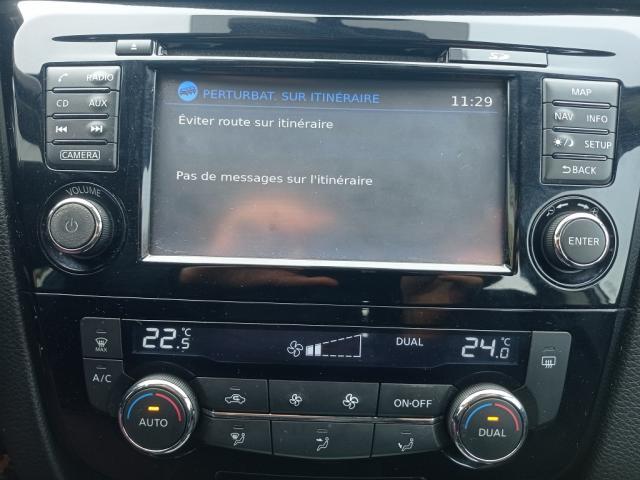 SD
RADIO
CD AUX
CAMERA
VOLUME
PERTURBAT. SUR ITINÉRAIRE 11:29
Éviter route sur itinéraire
Pas de messages sur l'itinéraire
MAP
NAV INFO
SETUP
BACK
ENTER
MAX
A/C
22.5 °C
DUAL
24.0 °C
AUTO
ON-OFF
DUAL